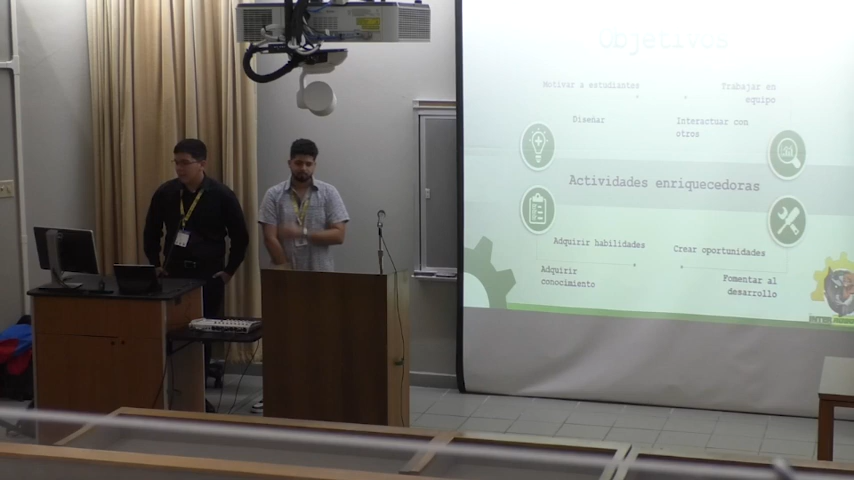 Objetivos
Motivar a estudiantes
Trabajar en
equipo
Diseñar
Interactuar con
otros
Actividades enriquecedoras
Adquirir habilidades
Crear oportunidades
Adquirir
conocimiento
Fomentar al
desarrollo